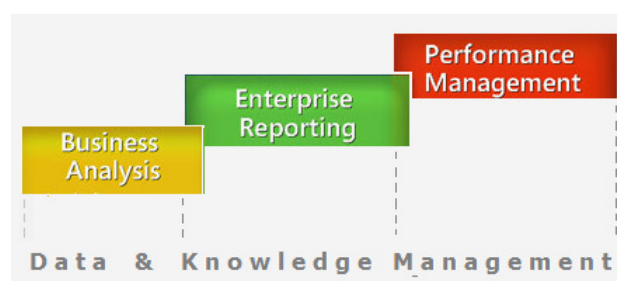 Performance
Management
Enterprise
Reporting
Business
Analysis
Data & Knowledge Management